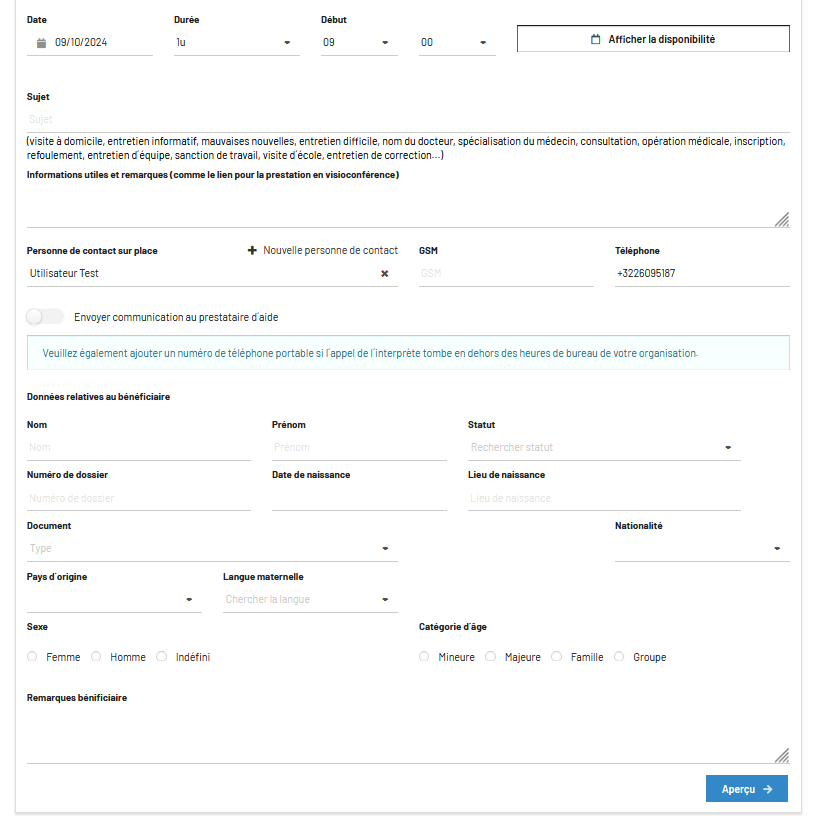 Date Durée Début
09/10/2024 1u 09 00 Afficher la disponibilité
Sujet
Sujet
(visite à domicile, entretien informatif, mauvaises nouvelles, entretien difficile, nom du docteur, spécialisation du médecin, consultation, opération médicale, inscription,
refoulement, entretien d'équipe, sanction de travail, visite d'école, entretien de correction...)
Informations utiles et remarques (comme le lien pour la prestation en visioconférence)
Personne de contact sur place Nouvelle personne de contact GSM Téléphone
Utilisateur Test GSM +3226095187
Envoyer communication au prestataire d'aide
Veuillez également ajouter un numéro de téléphone portable si l'appel de l'interprète tombe en dehors des heures de bureau de votre organisation.
Données relatives au bénéficiaire
Nom Prénom Statut
Nom Prénom Rechercher statut
Numéro de dossier Date de naissance Lieu de naissance
Numéro de dossier Lieu de naissance
Document Nationalité
Type
Pays d'origine Langue maternelle
Chercher la langue
Sexe Catégorie d'âge
Femme Homme Indéfini Mineure Majeure Famille Groupe
Remarques bénificiaire
Aperçu